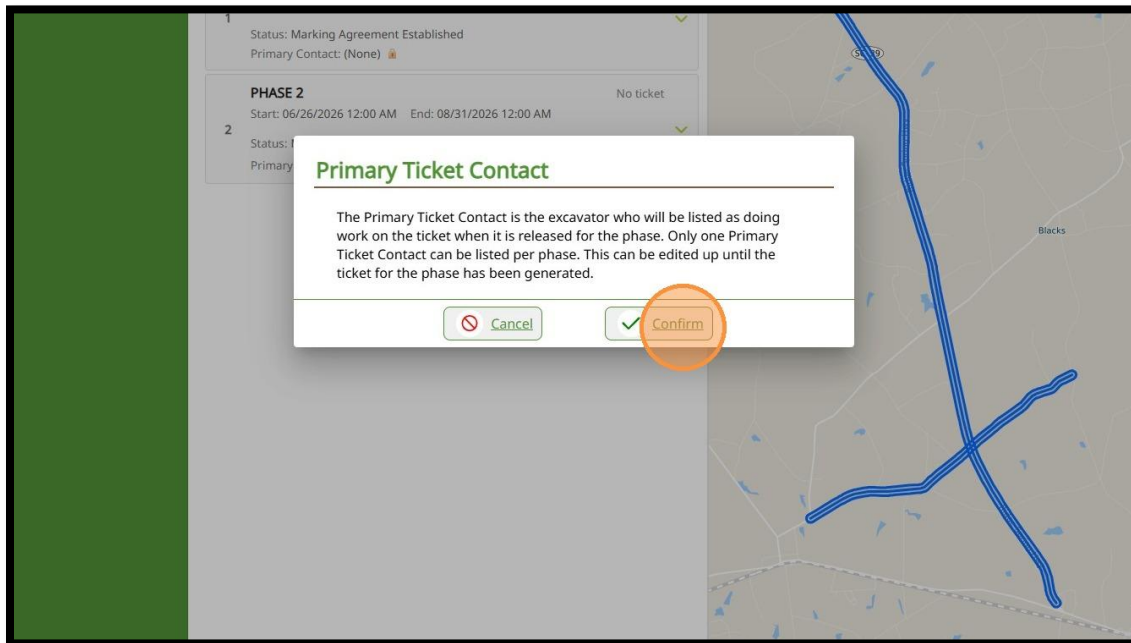 1
Status: Marking Agreement Established
Primary Contact: (None)
PHASE 2
No ticket
Start: 06/26/2026 12:00 AM End: 08/31/2026 12:00 AM
2
Status:
Primary
Primary Ticket Contact
The Primary Ticket Contact is the excavator who will be listed as doing
work on the ticket when it is released for the phase. Only one Primary
Ticket Contact can be listed per phase. This can be edited up until the
ticket for the phase has been generated.
Cancel
Confirm
Blacks